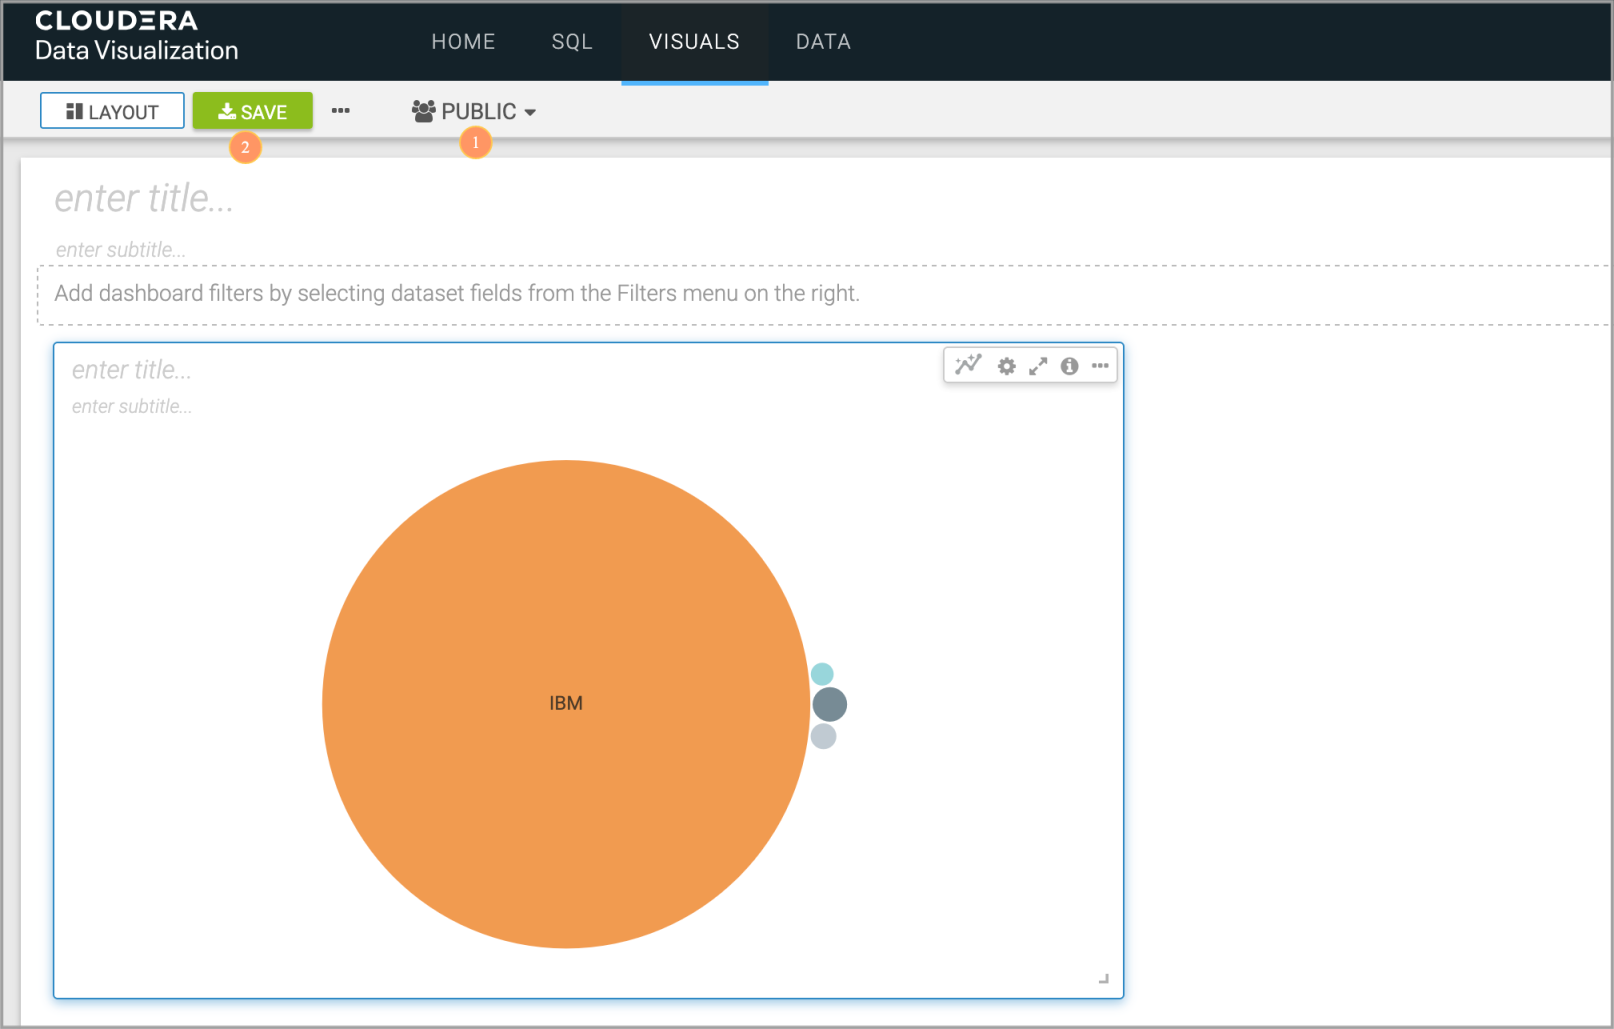 CLOUDERA
Data Visualization
HOME SQL VISUALS DATA
LAYOUT SAVE PUBLIC
2 1
enter title...
enter subtitle...
Add dashboard filters by selecting dataset fields from the Filters menu on the right.
enter title...
enter subtitle...
IBM